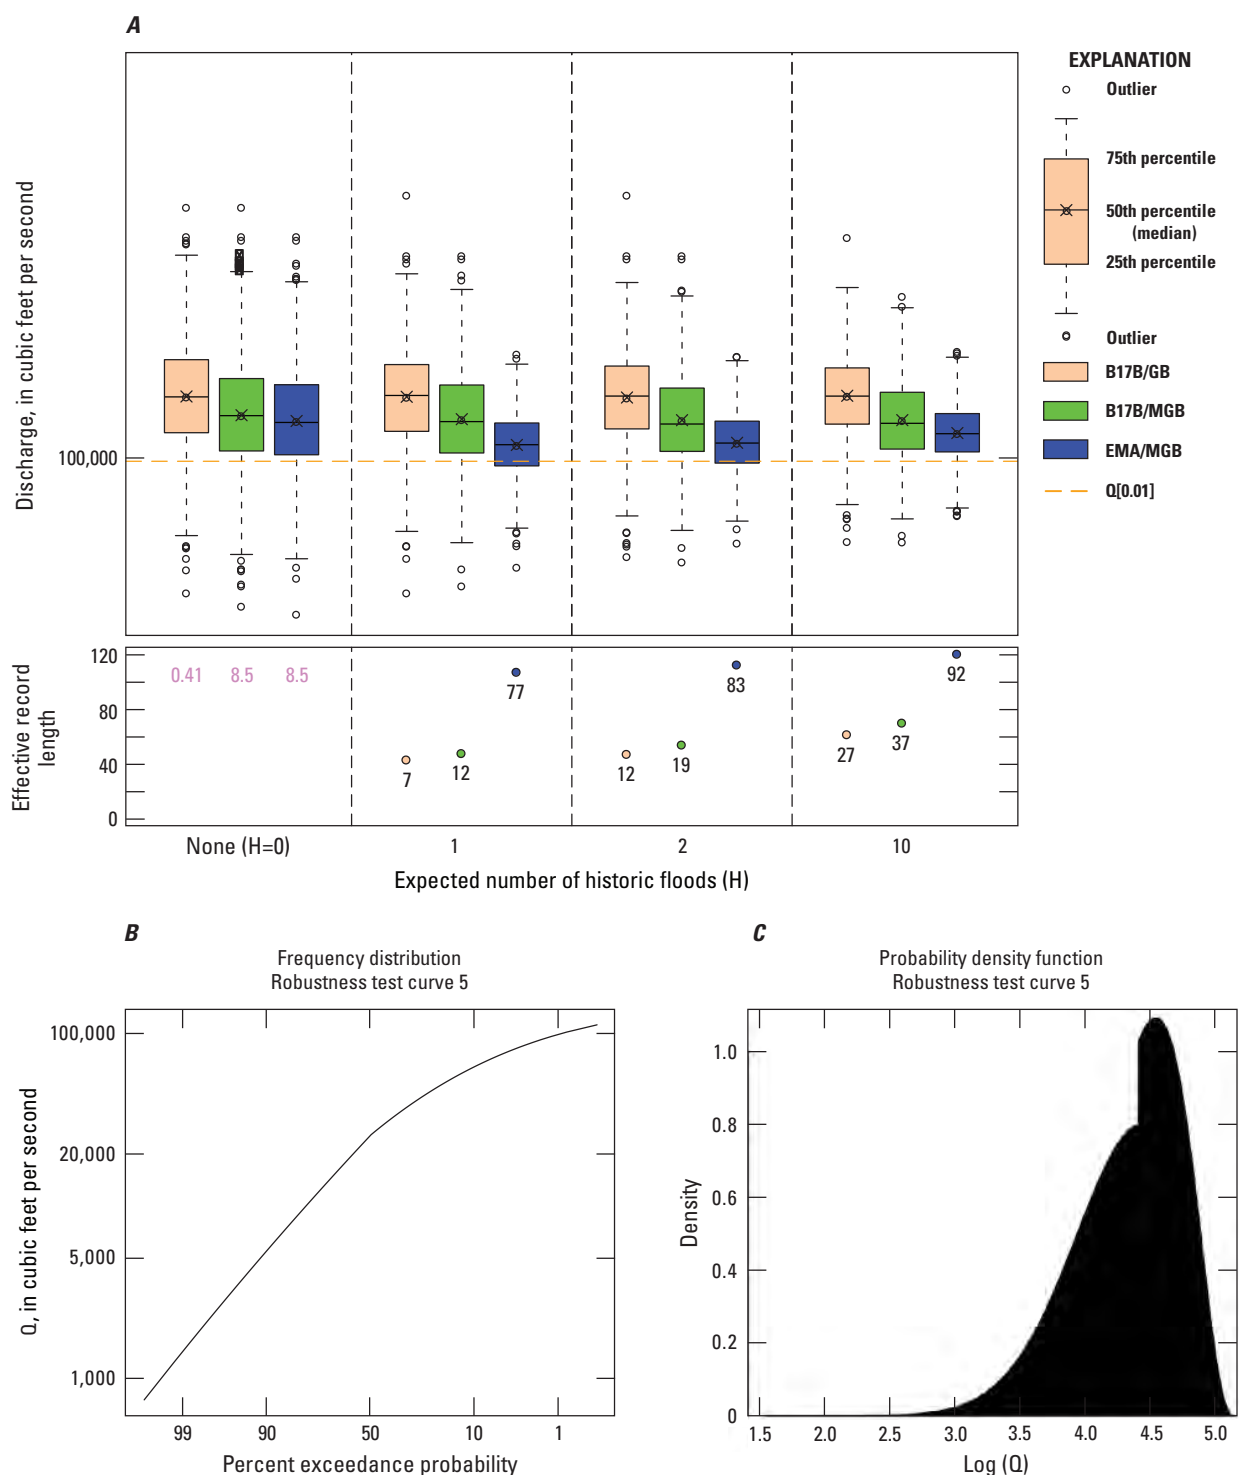 A
EXPLANATION
Outlier
75th percentile
50th percentile
(median)
25th percentile
Outlier
B17B/GB
B17B/MGB
EMA/MGB
Q[0.01]
Discharge, in cubic feet per second
100,000
Effective record
length
120
80
40
0
0.41 8.5 8.5
7 12 77
12 19 83
27 37 92
None (H=0) 1 2 10
Expected number of historic floods (H)
B
Frequency distribution
Robustness test curve 5
Q, in cubic feet per second
100,000
20,000
5,000
1,000
99 90 50 10 1
Percent exceedance probability
C
Probability density function
Robustness test curve 5
Density
1.0
0.8
0.6
0.4
0.2
0
1.5 2.0 2.5 3.0 3.5 4.0 4.5 5.0
Log (Q)